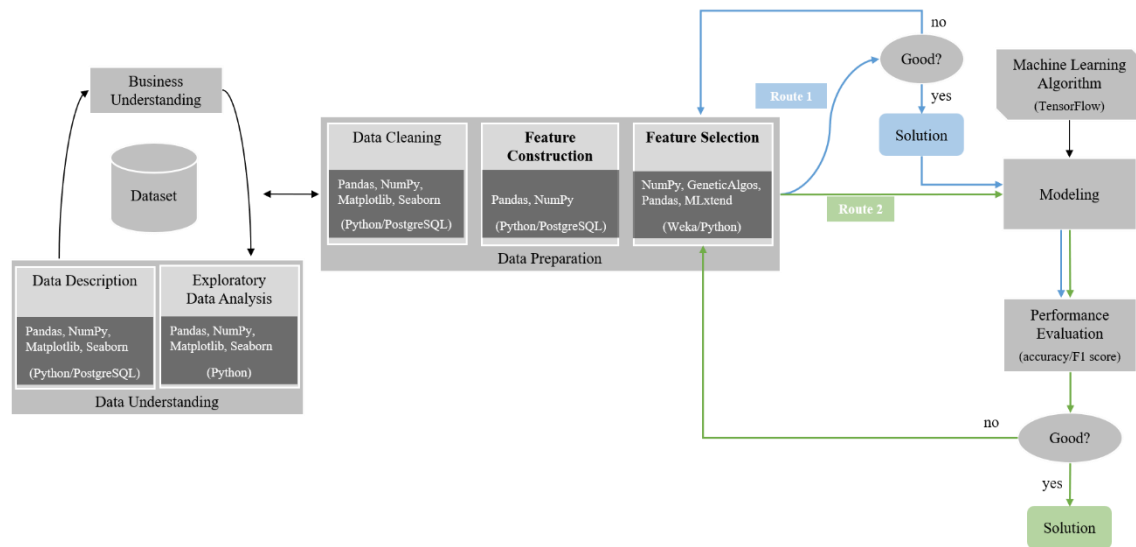 Business
Understanding
Dataset
Data Description
Pandas, NumPy,
Matplotlib, Seaborn
(Python/PostgreSQL)
Exploratory
Data Analysis
Pandas, NumPy,
Matplotlib, Seaborn
(Python)
Data Understanding
Data Cleaning
Pandas, NumPy,
Matplotlib, Seaborn
(Python/PostgreSQL)
Feature
Construction
Pandas, NumPy
(Python/PostgreSQL)
Feature Selection
NumPy, GeneticAlgos,
Pandas, MLxtend
(Weka/Python)
Data Preparation
Route 1
Route 2
no
Good?
yes
Solution
Machine Learning
Algorithm
(TensorFlow)
Modeling
Performance
Evaluation
(accuracy/F1 score)
no
Good?
yes
Solution